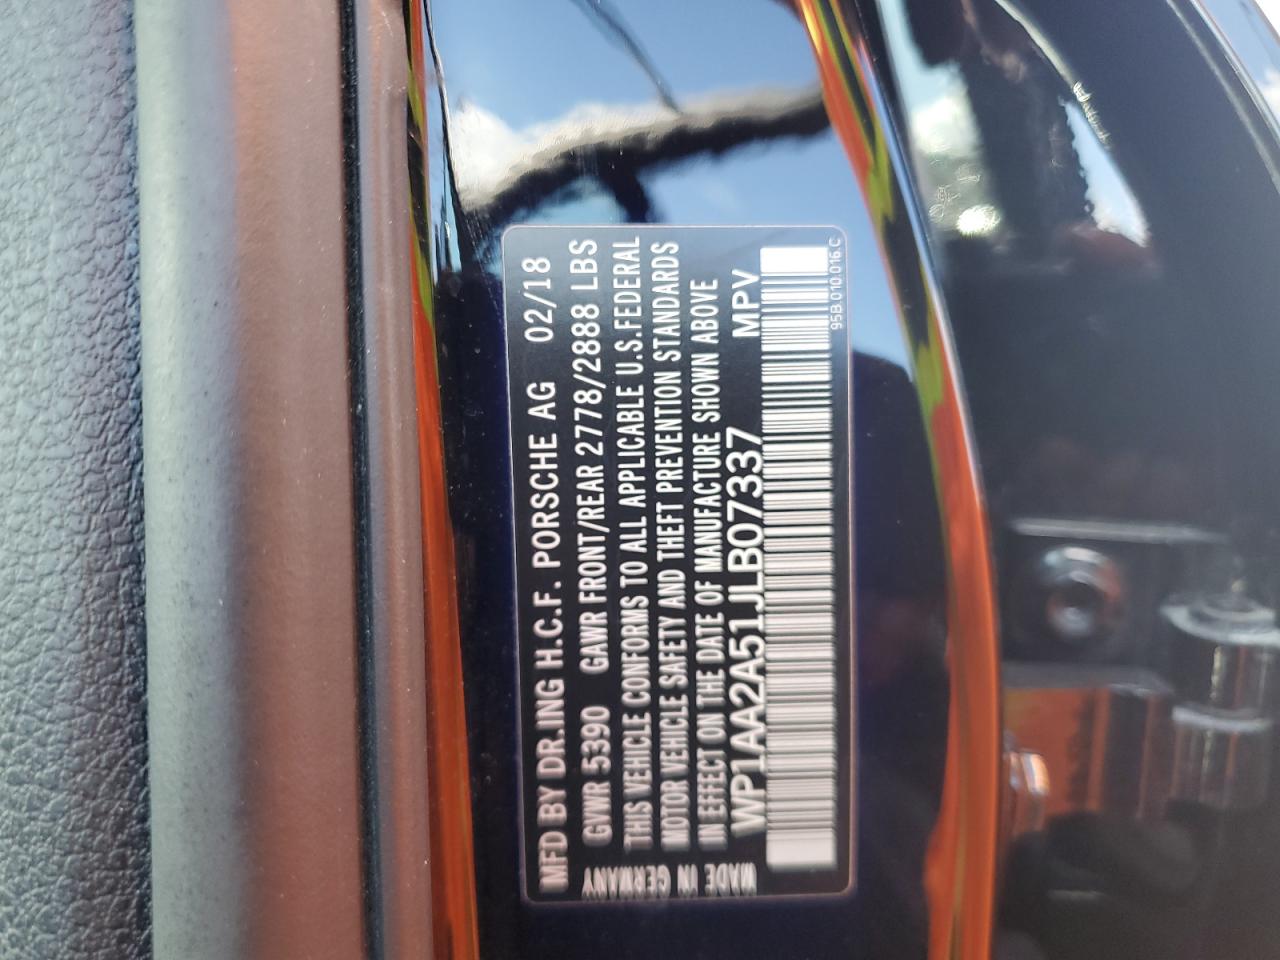 MFD BY DR.ING H.C.F. PORSCHE AG 02/18
GVWR 5390 GAWR FRONT/REAR 2778/2888 LBS
THIS VEHICLE CONFORMS TO ALL APPLICABLE U.S.FEDERAL
MOTOR VEHICLE SAFETY AND THEFT PREVENTION STANDARDS
IN EFFECT ON THE DATE OF MANUFACTURE SHOWN ABOVE
WP1AA2A51JLB07337 MPV
MADE IN GERMANY
95B.010.016.C